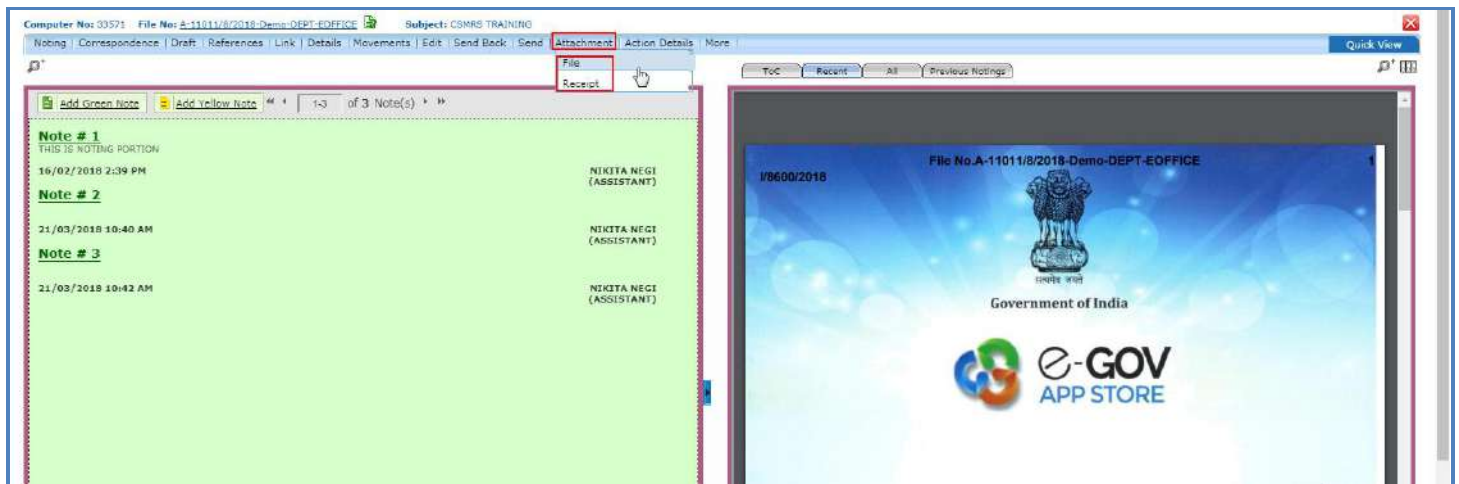 Computer No: 33571 File No: A-11011/8/2018-Demo-DEPT-EOFFICE Subject: CSMRS TRAINING
Noting | Correspondence | Draft | References | Link | Details | Movements | Edit | Send Back | Send | Attachment | Action Details | More |
Quick View
File
Receipt
ToC Recent All Previous Notings
Add Green Note Add Yellow Note 1-3 of 3 Note(s)
Note # 1
THIS IS NOTING PORTION
16/02/2018 2:39 PM NIKITA NEGI
(ASSISTANT)
Note # 2
21/03/2018 10:40 AM NIKITA NEGI
(ASSISTANT)
Note # 3
21/03/2018 10:42 AM NIKITA NEGI
(ASSISTANT)
File No.A-11011/8/2018-Demo-DEPT-EOFFICE 1
I/8600/2018
सत्यमेव जयते
Government of India
e-GOV
APP STORE